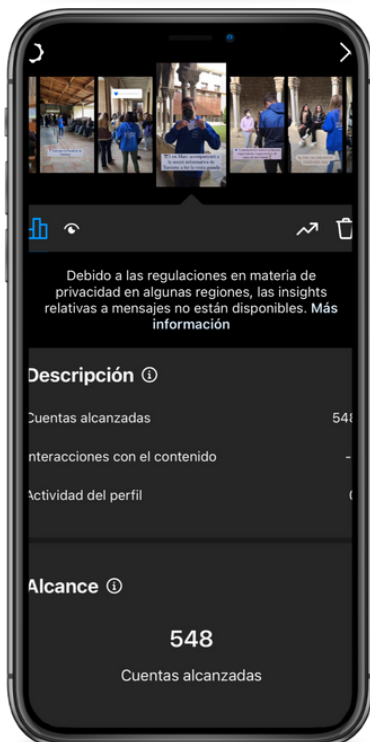 Debido a las regulaciones en materia de
privacidad en algunas regiones, las insights
relativas a mensajes no están disponibles. Más
información
Descripción
Cuentas alcanzadas 548
nteracciones con el contenido -
Actividad del perfil
Alcance
548
Cuentas alcanzadas